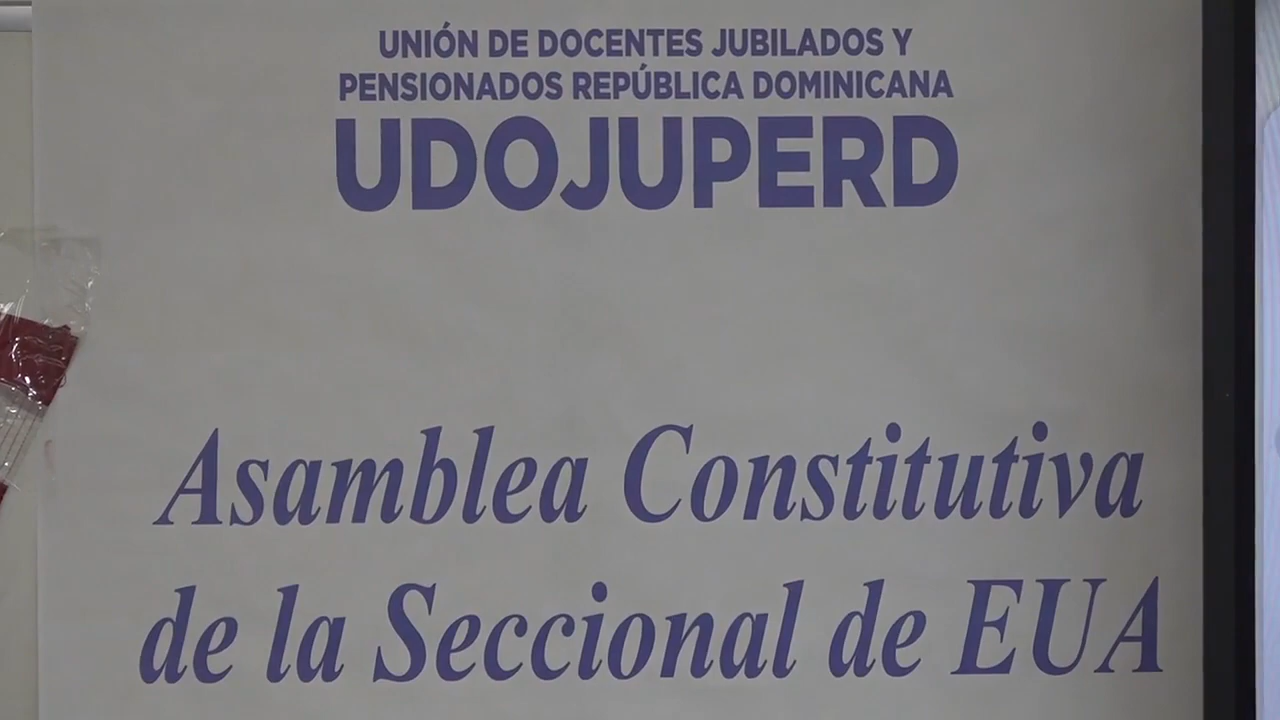 UNIÓN DE DOCENTES JUBILADOS Y
PENSIONADOS REPÚBLICA DOMINICANA
UDOJUPERD
Asamblea Constitutiva
de la Seccional de EUA